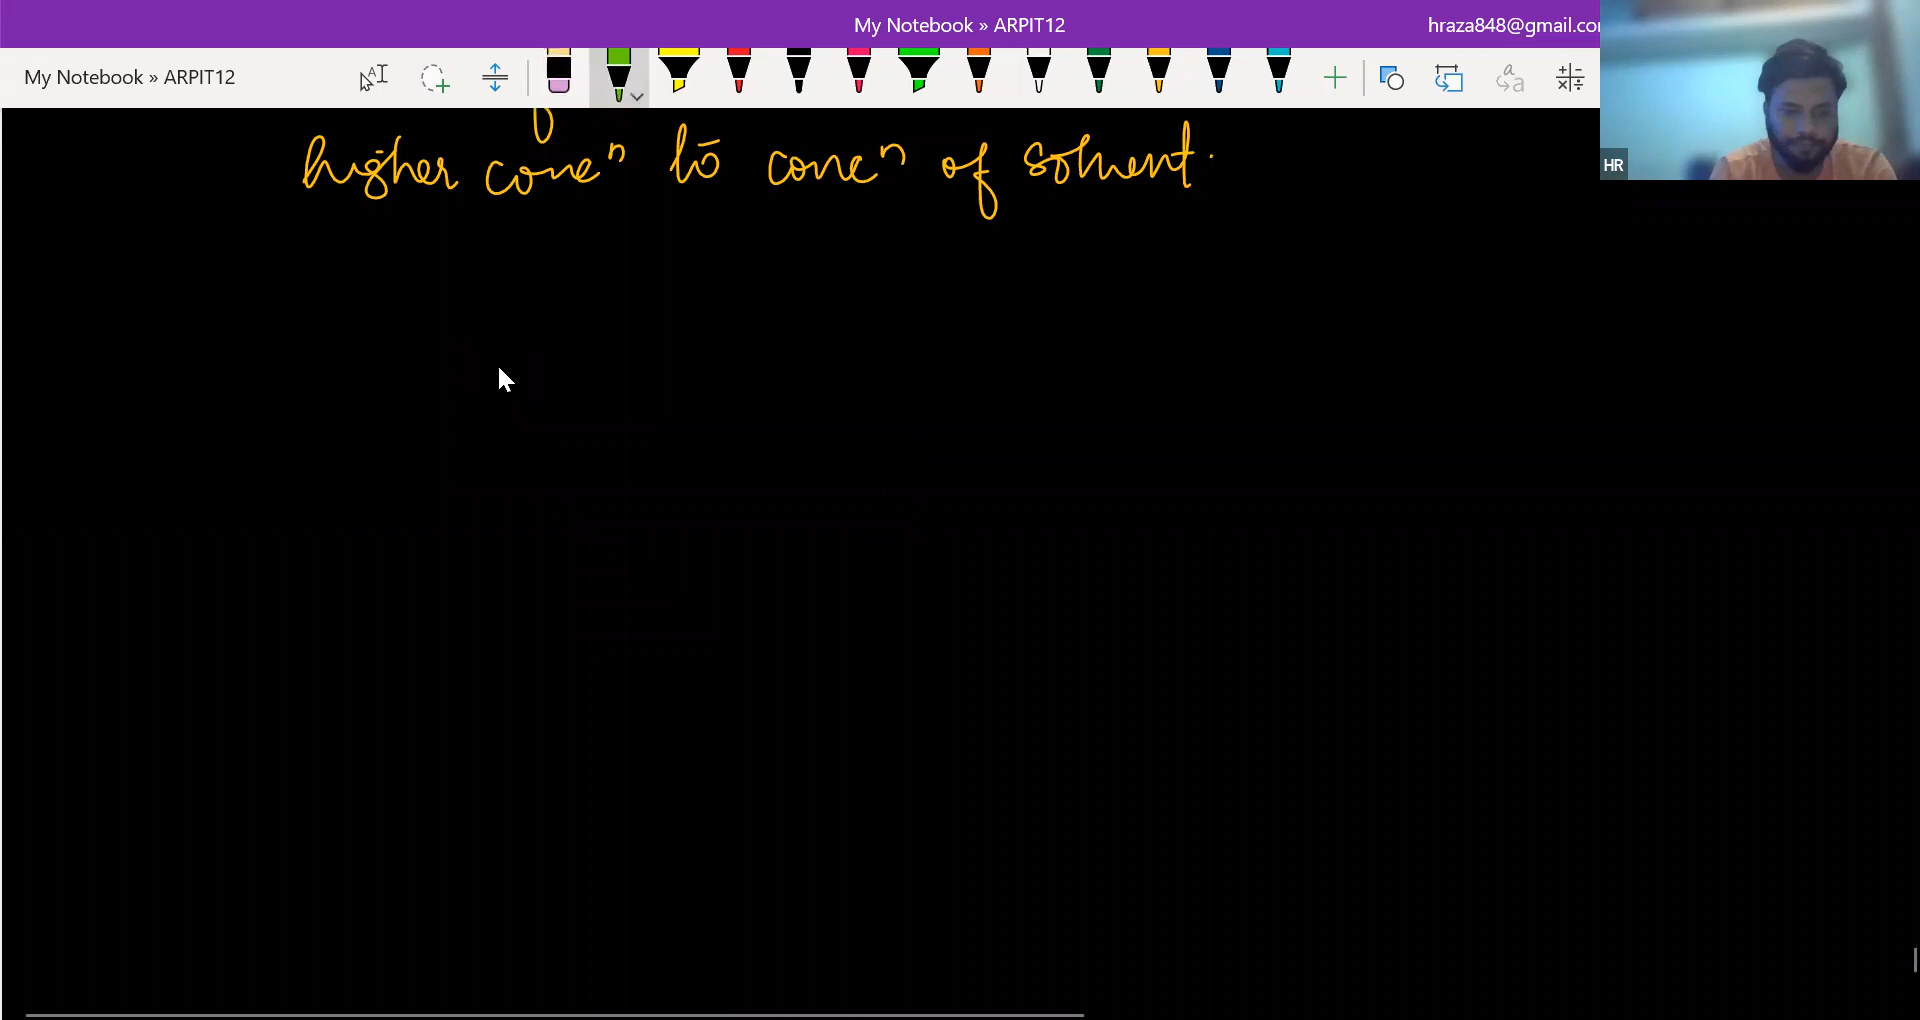 My Notebook » ARPIT12
hraza848@gmail.co
My Notebook » ARPIT12
HR
higher concⁿ to concⁿ of solvent.